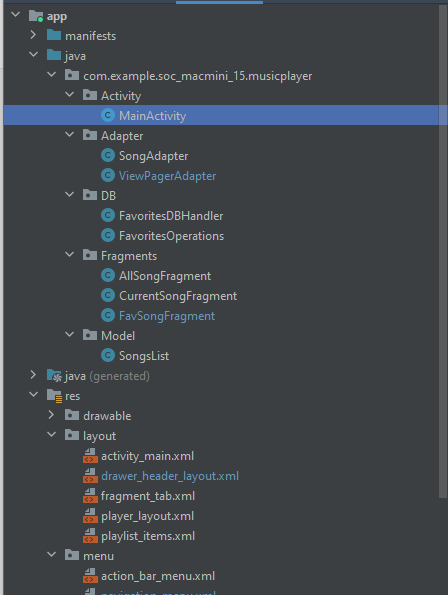 app
manifests
java
com.example.soc_macmini_15.musicplayer
Activity
MainActivity
Adapter
SongAdapter
ViewPagerAdapter
DB
FavoritesDBHandler
FavoritesOperations
Fragments
AllSongFragment
CurrentSongFragment
FavSongFragment
Model
SongsList
java (generated)
res
drawable
layout
activity_main.xml
drawer_header_layout.xml
fragment_tab.xml
player_layout.xml
playlist_items.xml
menu
action_bar_menu.xml